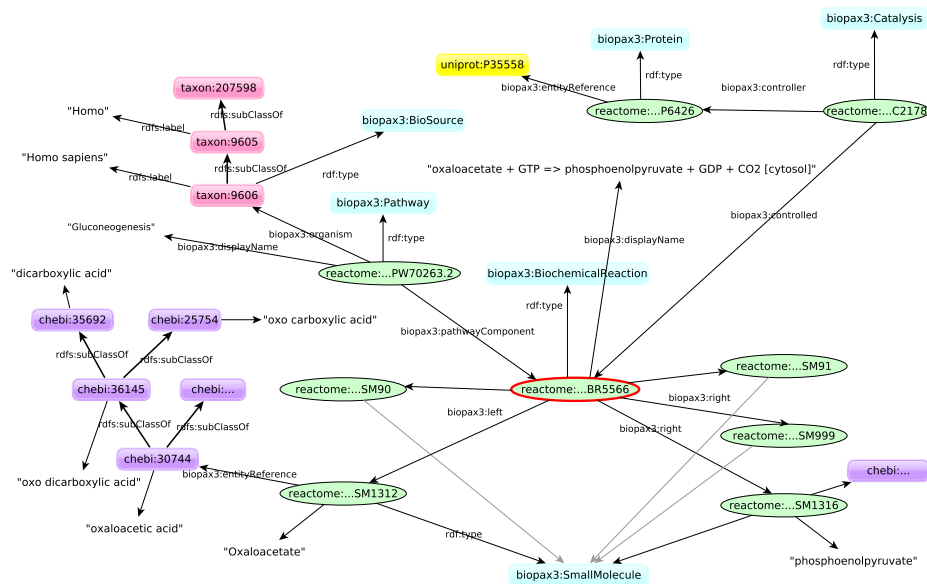 biopax3:Catalysis
biopax3:Protein
uniprot:P35558
rdf:type
rdf:type
biopax3:entityReference
biopax3:controller
taxon:207598
rdfs:subClassOf
"Homo"
reactome:...P6426
reactome:...C2178
biopax3:BioSource
rdfs:label
taxon:9605
"Homo sapiens"
rdfs:subClassOf
rdf:type
"oxaloacetate + GTP => phosphoenolpyruvate + GDP + CO2 [cytosol]"
rdfs:label
taxon:9606
biopax3:Pathway
biopax3:controlled
"Gluconeogenesis"
biopax3:organism
rdf:type
biopax3:displayName
biopax3:displayName
"dicarboxylic acid"
reactome:...PW70263.2
biopax3:BiochemicalReaction
rdf:type
chebi:35692
chebi:25754
"oxo carboxylic acid"
biopax3:pathwayComponent
rdfs:subClassOf
reactome:...SM91
chebi:36145
chebi:...
reactome:...SM90
reactome:...BR5566
biopax3:right
biopax3:left
rdfs:subClassOf
rdfs:subClassOf
biopax3:right
reactome:...SM999
chebi:30744
biopax3:entityReference
chebi:...
"oxo dicarboxylic acid"
reactome:...SM1312
reactome:...SM1316
"oxaloacetic acid"
rdf:type
"Oxaloacetate"
"phosphoenolpyruvate"
biopax3:SmallMolecule